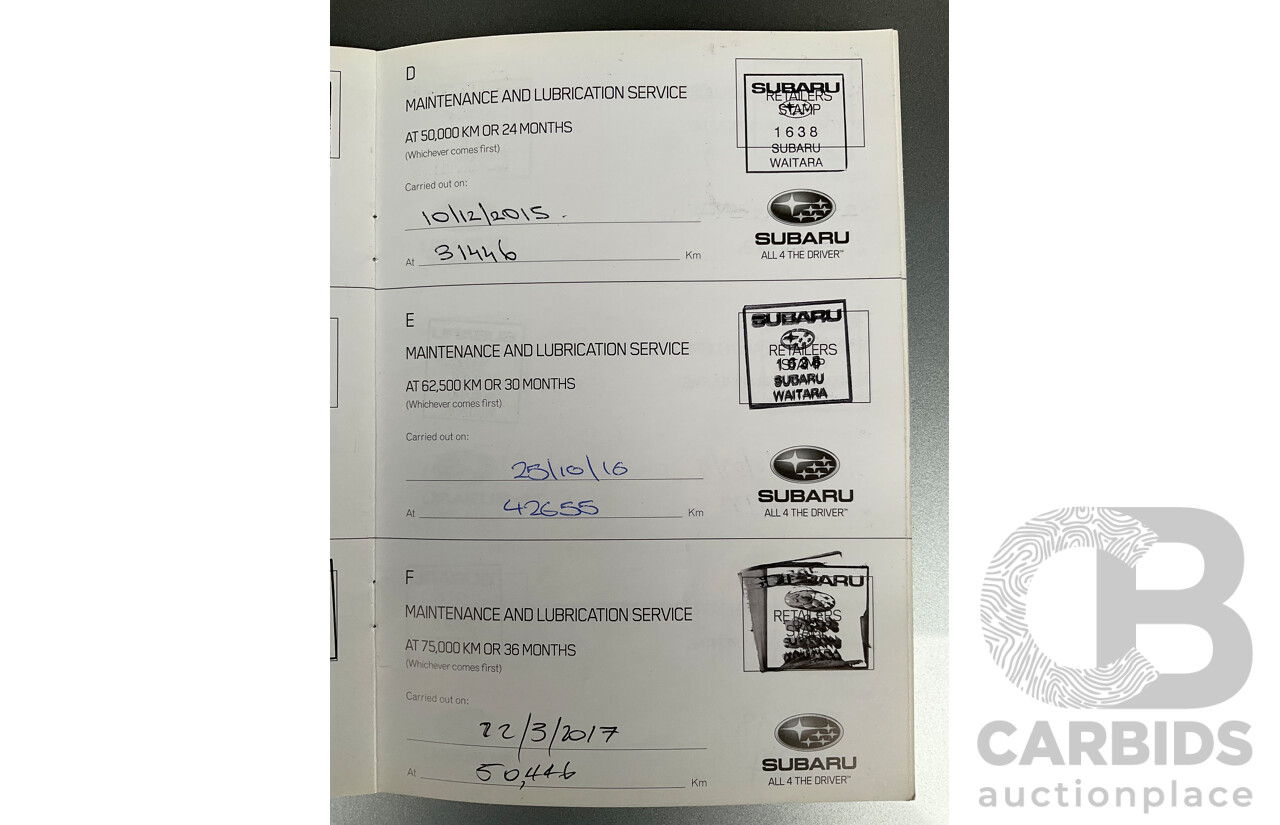 D
MAINTENANCE AND LUBRICATION SERVICE
AT 50,000 KM OR 24 MONTHS
(Whichever comes first)
Carried out on:
10/12/2015
At 31446 Km
RETAILERS
STAMP
SUBARU
1638
SUBARU
WAITARA
SUBARU
ALL 4 THE DRIVER™
E
MAINTENANCE AND LUBRICATION SERVICE
AT 62,500 KM OR 30 MONTHS
(Whichever comes first)
Carried out on:
25/10/16
At 42655 Km
RETAILERS
STAMP
SUBARU
1638
SUBARU
WAITARA
SUBARU
ALL 4 THE DRIVER™
F
MAINTENANCE AND LUBRICATION SERVICE
AT 75,000 KM OR 36 MONTHS
(Whichever comes first)
Carried out on:
22/3/2017
At 50,446 Km
RETAILERS
STAMP
SUBARU
SUBARU
ALL 4 THE DRIVER™
CB
CARBIDS
auctionplace